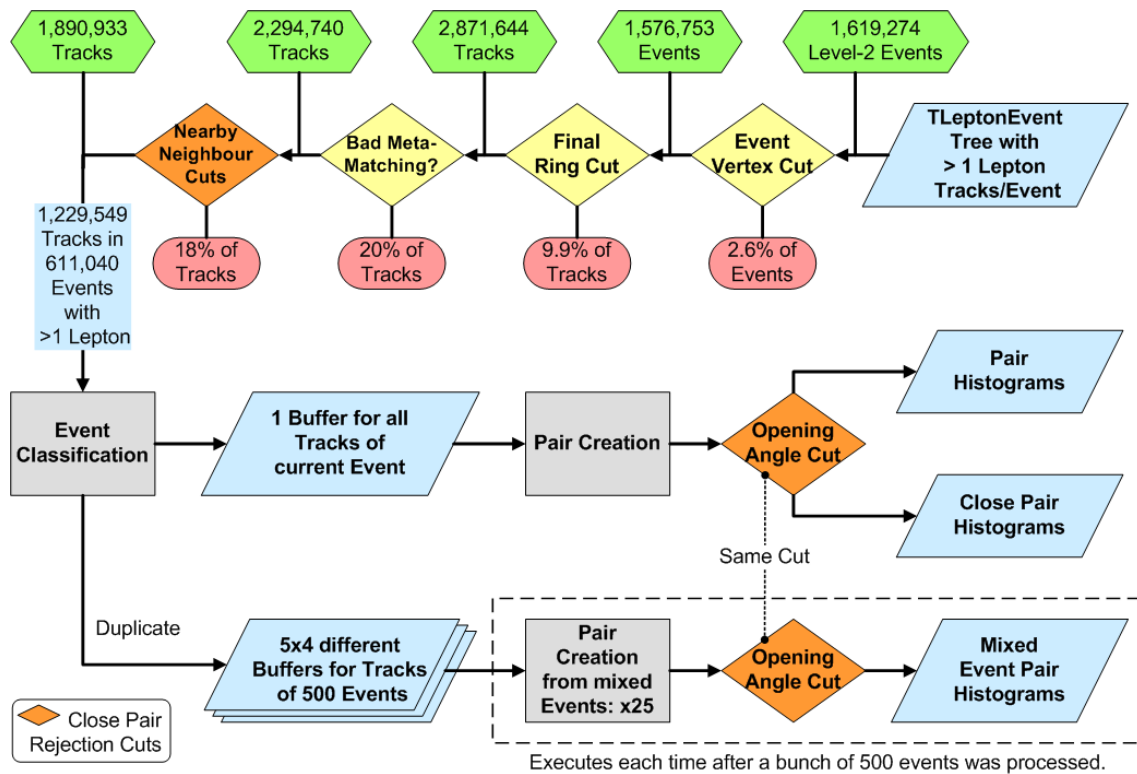 1,890,933
Tracks
2,294,740
Tracks
2,871,644
Tracks
1,576,753
Events
1,619,274
Level-2 Events
Nearby
Neighbour
Cuts
Bad Meta-
Matching?
Final
Ring Cut
Event
Vertex Cut
TLeptonEvent
Tree with
> 1 Lepton
Tracks/Event
1,229,549
Tracks in
611,040
Events
with
>1 Lepton
18% of
Tracks
20% of
Tracks
9.9% of
Tracks
2.6% of
Events
Event
Classification
1 Buffer for all
Tracks of
current Event
Pair Creation
Opening
Angle Cut
Pair
Histograms
Close Pair
Histograms
Same Cut
Duplicate
5x4 different
Buffers for Tracks
of 500 Events
Pair
Creation
from mixed
Events: x25
Opening
Angle Cut
Mixed
Event Pair
Histograms
Close Pair
Rejection Cuts
Executes each time after a bunch of 500 events was processed.